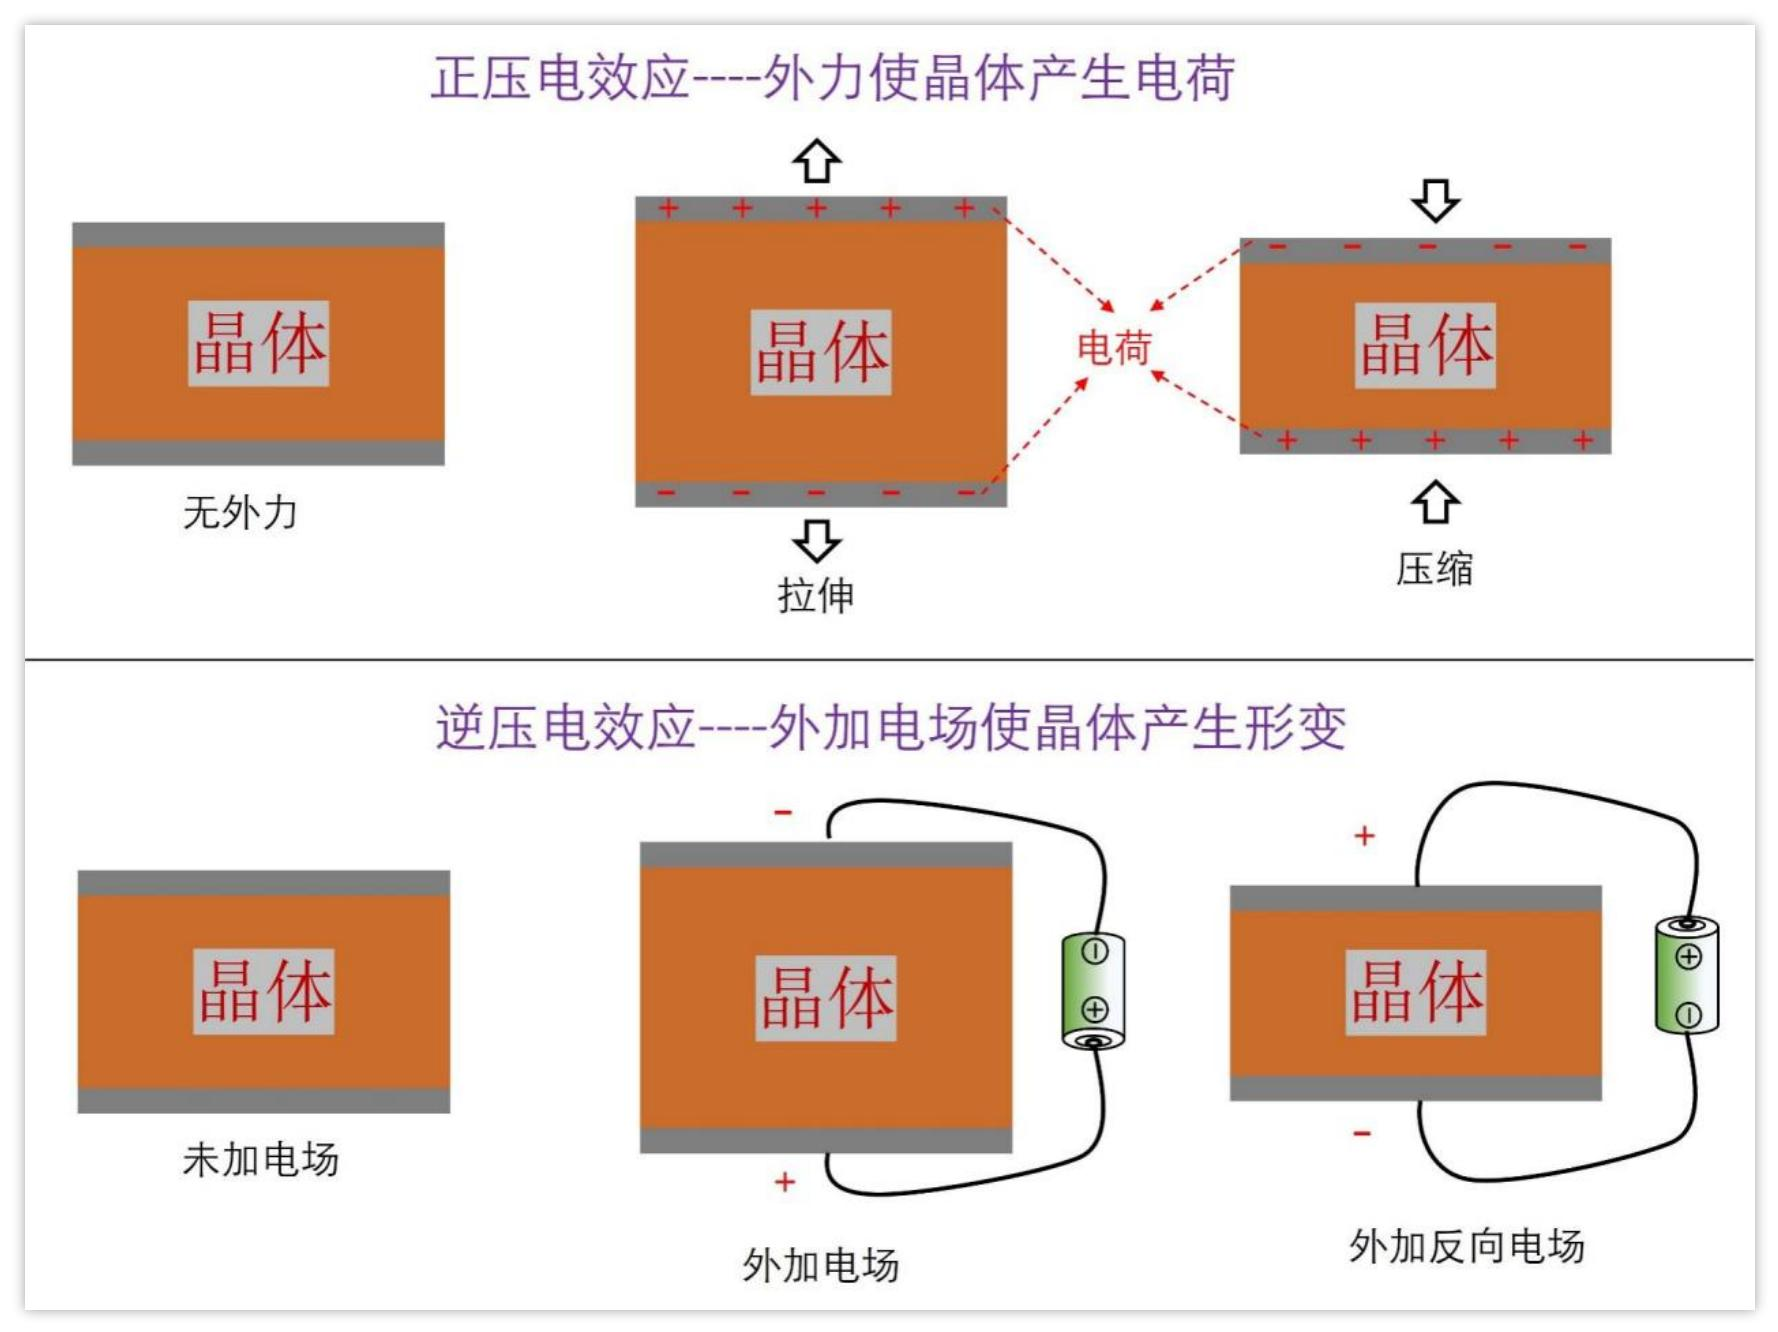 正压电效应----外力使晶体产生电荷
+ + + + +
- - - - -
晶体
晶体
电荷
晶体
- - - - -
+ + + + +
无外力
拉伸
压缩
逆压电效应----外加电场使晶体产生形变
-
+
晶体
晶体
晶体
+
-
未加电场
外加电场
外加反向电场